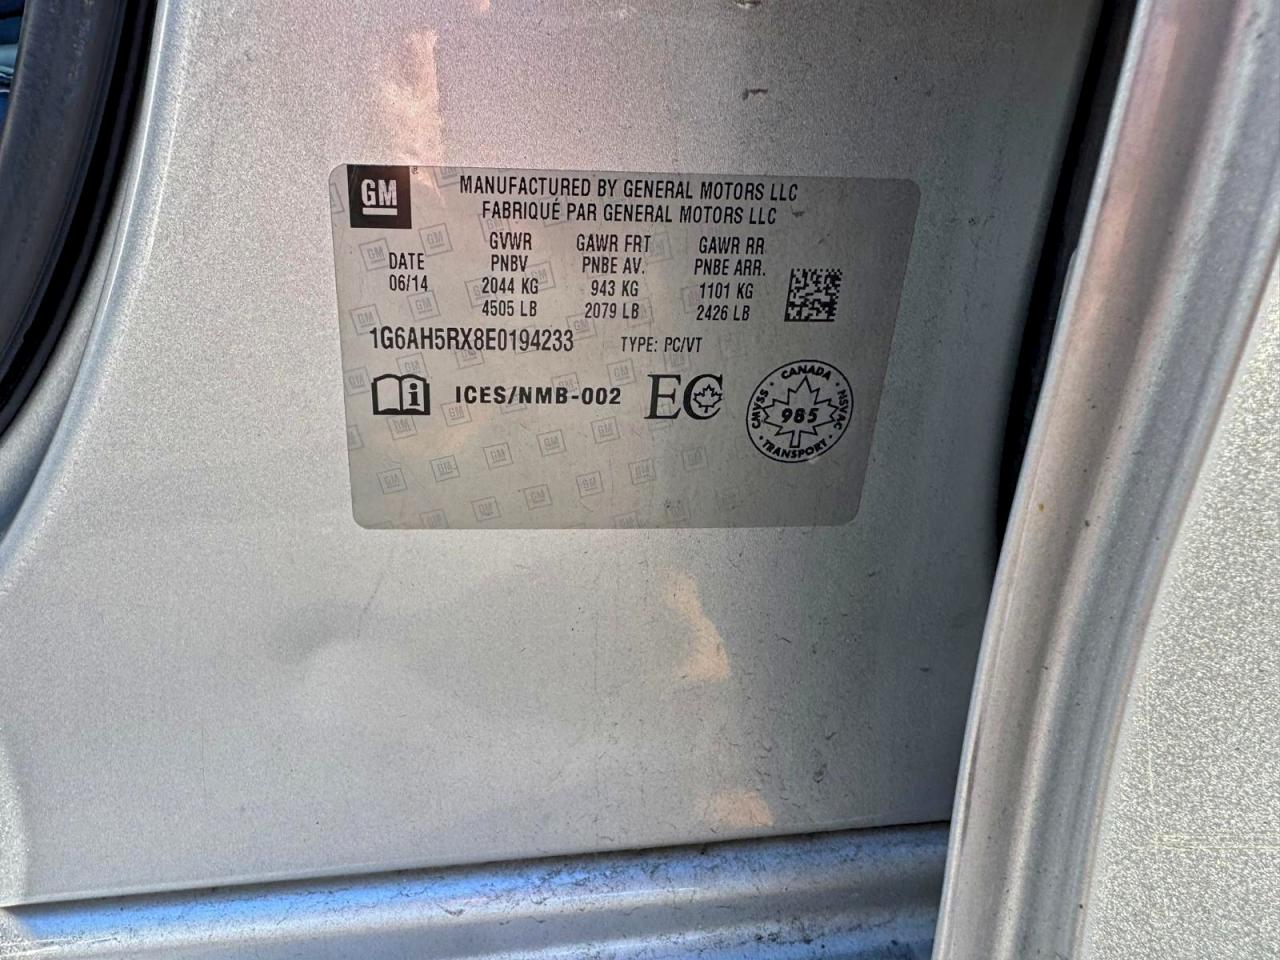 GM
MANUFACTURED BY GENERAL MOTORS LLC
FABRIQUÉ PAR GENERAL MOTORS LLC
GVWR GAWR FRT GAWR RR
DATE PNBV PNBE AV. PNBE ARR.
06/14 2044 KG 943 KG 1101 KG
4505 LB 2079 LB 2426 LB
1G6AH5RX8E0194233 TYPE: PC/VT
i ICES/NMB-002 EC
CANADA
CMVSS 985 NSVAC
TRANSPORT